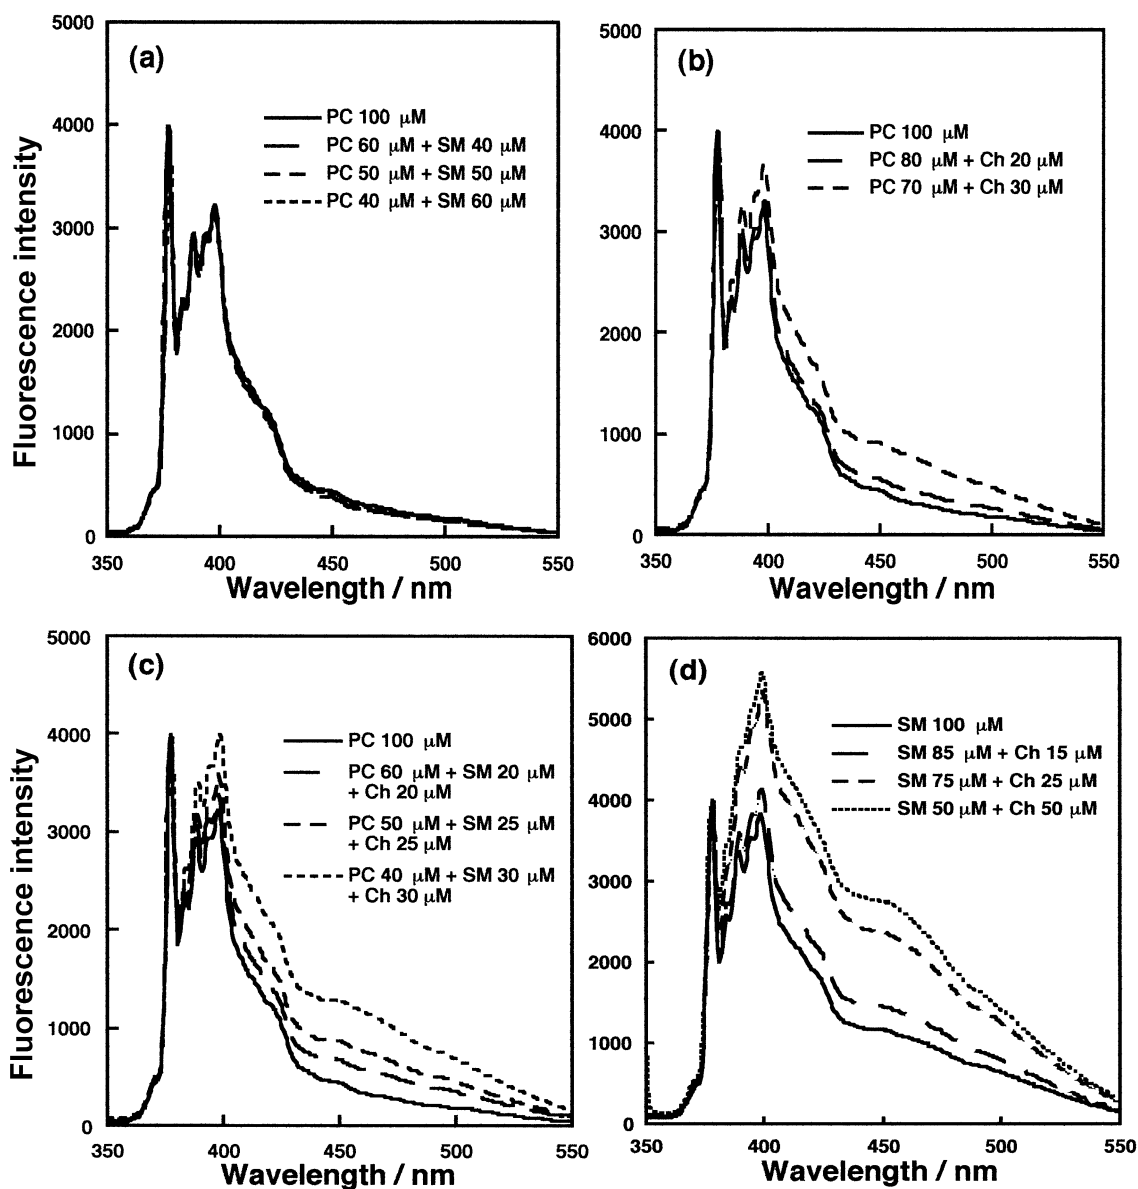 (a)
5000
4000
3000
2000
1000
0
Fluorescence intensity
PC 100 μM
PC 60 μM + SM 40 μM
PC 50 μM + SM 50 μM
PC 40 μM + SM 60 μM
350
400
450
500
550
Wavelength / nm
(b)
5000
4000
3000
2000
1000
0
PC 100 μM
PC 80 μM + Ch 20 μM
PC 70 μM + Ch 30 μM
350
400
450
500
550
Wavelength / nm
(c)
5000
4000
3000
2000
1000
0
Fluorescence intensity
PC 100 μM
PC 60 μM + SM 20 μM
+ Ch 20 μM
PC 50 μM + SM 25 μM
+ Ch 25 μM
PC 40 μM + SM 30 μM
+ Ch 30 μM
350
400
450
500
550
Wavelength / nm
(d)
6000
5000
4000
3000
2000
1000
0
SM 100 μM
SM 85 μM + Ch 15 μM
SM 75 μM + Ch 25 μM
SM 50 μM + Ch 50 μM
350
400
450
500
550
Wavelength / nm